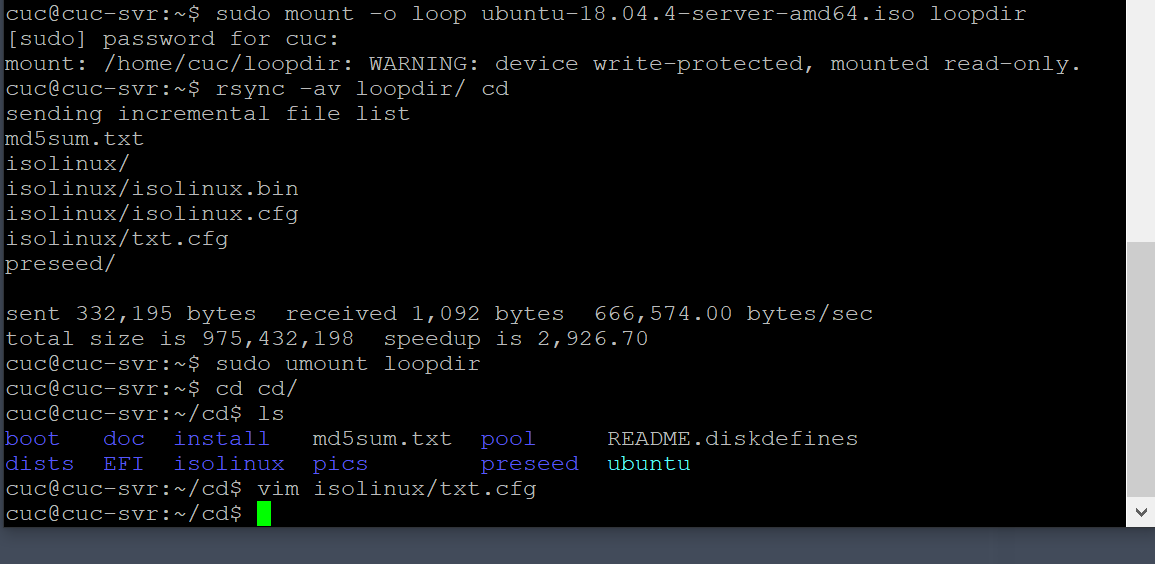 cuc@cuc-svr:~$ sudo mount -o loop ubuntu-18.04.4-server-amd64.iso loopdir
[sudo] password for cuc:
mount: /home/cuc/loopdir: WARNING: device write-protected, mounted read-only.
cuc@cuc-svr:~$ rsync -av loopdir/ cd
sending incremental file list
md5sum.txt
isolinux/
isolinux/isolinux.bin
isolinux/isolinux.cfg
isolinux/txt.cfg
preseed/
sent 332,195 bytes  received 1,092 bytes  666,574.00 bytes/sec
total size is 975,432,198  speedup is 2,926.70
cuc@cuc-svr:~$ sudo umount loopdir
cuc@cuc-svr:~$ cd cd/
cuc@cuc-svr:~/cd$ ls
boot   doc  install   md5sum.txt  pool     README.diskdefines
dists  EFI  isolinux  pics        preseed  ubuntu
cuc@cuc-svr:~/cd$ vim isolinux/txt.cfg
cuc@cuc-svr:~/cd$